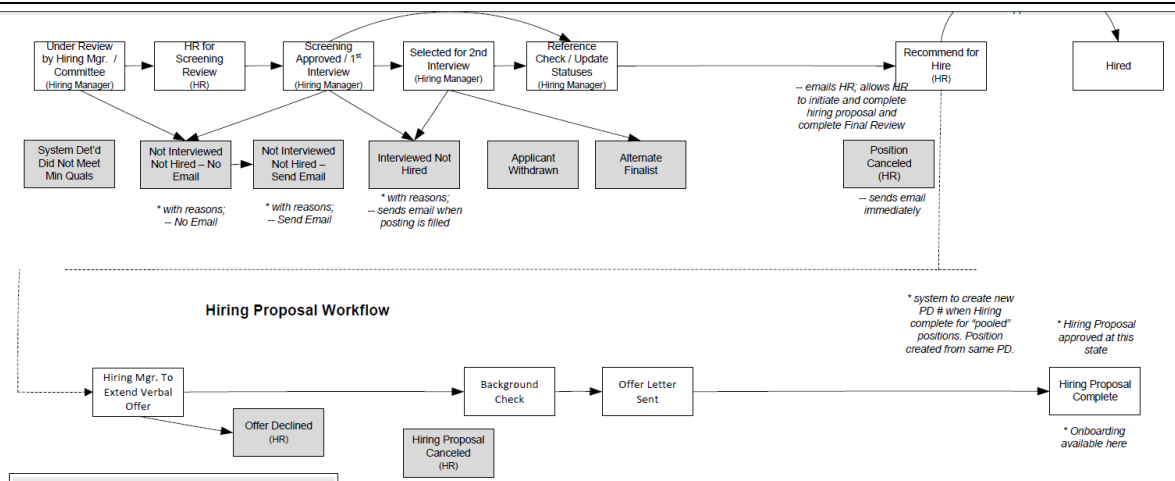 Under Review
by Hiring Mgr. /
Committee
(Hiring Manager)
HR for
Screening
Review
(HR)
Screening
Approved / 1st
Interview
(Hiring Manager)
Selected for 2nd
Interview
(Hiring Manager)
Reference
Check / Update
Statuses
(Hiring Manager)
Recommend for
Hire
(HR)
Hired
-- emails HR; allows HR
to initiate and complete
hiring proposal and
complete Final Review
System Det'd
Did Not Meet
Min Quals
Not Interviewed
Not Hired – No
Email
Not Interviewed
Not Hired –
Send Email
Interviewed Not
Hired
Applicant
Withdrawn
Alternate
Finalist
Position
Canceled
(HR)
* with reasons;
-- No Email
* with reasons;
-- Send Email
* with reasons;
-- sends email when
posting is filled
-- sends email
immediately
Hiring Proposal Workflow
* system to create new
PD # when Hiring
complete for "pooled"
positions. Position
created from same PD.
* Hiring Proposal
approved at this
state
Hiring Mgr. To
Extend Verbal
Offer
Background
Check
Offer Letter
Sent
Hiring Proposal
Complete
Offer Declined
(HR)
Hiring Proposal
Canceled
(HR)
* Onboarding
available here